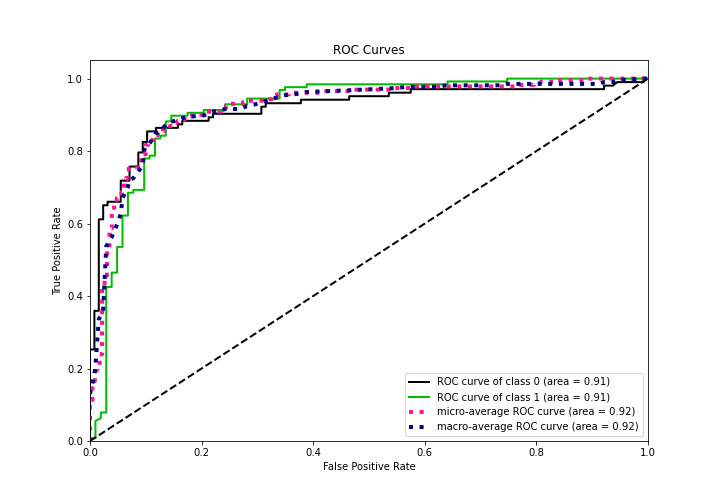 ROC Curves
1.0
0.8
0.6
0.4
0.2
0.0
True Positive Rate
ROC curve of class 0 (area = 0.91)
ROC curve of class 1 (area = 0.91)
micro-average ROC curve (area = 0.92)
macro-average ROC curve (area = 0.92)
0.0 0.2 0.4 0.6 0.8 1.0
False Positive Rate